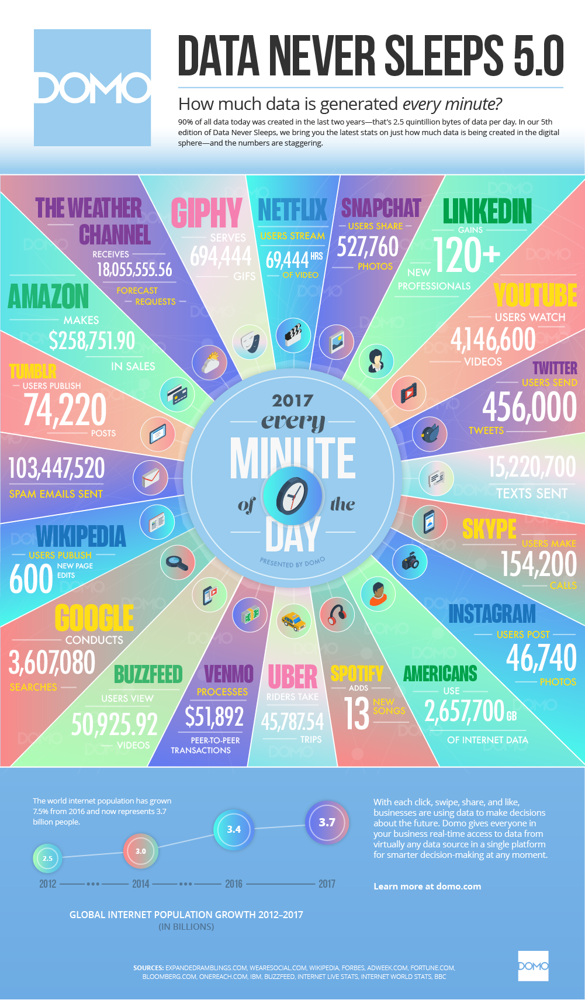 DOMO
DATA NEVER SLEEPS 5.0
How much data is generated every minute?
90% of all data today was created in the last two years—that's 2.5 quintillion bytes of data per day. In our 5th
edition of Data Never Sleeps, we bring you the latest stats on just how much data is being created in the digital
sphere—and the numbers are staggering.
THE WEATHER
CHANNEL
RECEIVES
18,055,555.56
FORECAST
REQUESTS
GIPHY
SERVES
694,444
GIFS
NETFLIX
USERS STREAM
69,444 HRS
OF VIDEO
SNAPCHAT
USERS SHARE
527,760
PHOTOS
LINKEDIN
GAINS
120+
NEW
PROFESSIONALS
YOUTUBE
USERS WATCH
4,146,600
VIDEOS
TWITTER
USERS SEND
456,000
TWEETS
15,220,700
TEXTS SENT
SKYPE
USERS MAKE
154,200
CALLS
INSTAGRAM
USERS POST
46,740
PHOTOS
AMERICANS
USE
2,657,700 GB
OF INTERNET DATA
SPOTIFY
ADDS
13 NEW
SONGS
UBER
RIDERS TAKE
45,787.54
TRIPS
VENMO
PROCESSES
$51,892
PEER-TO-PEER
TRANSACTIONS
BUZZFEED
USERS VIEW
50,925.92
VIDEOS
GOOGLE
CONDUCTS
3,607,080
SEARCHES
WIKIPEDIA
USERS PUBLISH
600 NEW PAGE
EDITS
103,447,520
SPAM EMAILS SENT
TUMBLR
USERS PUBLISH
74,220
POSTS
AMAZON
MAKES
$258,751.90
IN SALES
2017
every
MINUTE
of the
DAY
PRESENTED BY DOMO
The world internet population has grown
7.5% from 2016 and now represents 3.7
billion people.
2.5
3.0
3.4
3.7
2012 2014 2016 2017
GLOBAL INTERNET POPULATION GROWTH 2012–2017
(IN BILLIONS)
With each click, swipe, share, and like,
businesses are using data to make decisions
about the future. Domo gives everyone in
your business real-time access to data from
virtually any data source in a single platform
for smarter decision-making at any moment.
Learn more at domo.com
SOURCES: EXPANDEDRAMBLINGS.COM, WEARESOCIAL.COM, WIKIPEDIA, FORBES, ADWEEK.COM, FORTUNE.COM,
BLOOMBERG.COM, ONEREACH.COM, IBM, BUZZFEED, INTERNET LIVE STATS, INTERNET WORLD STATS, BBC
DOMO